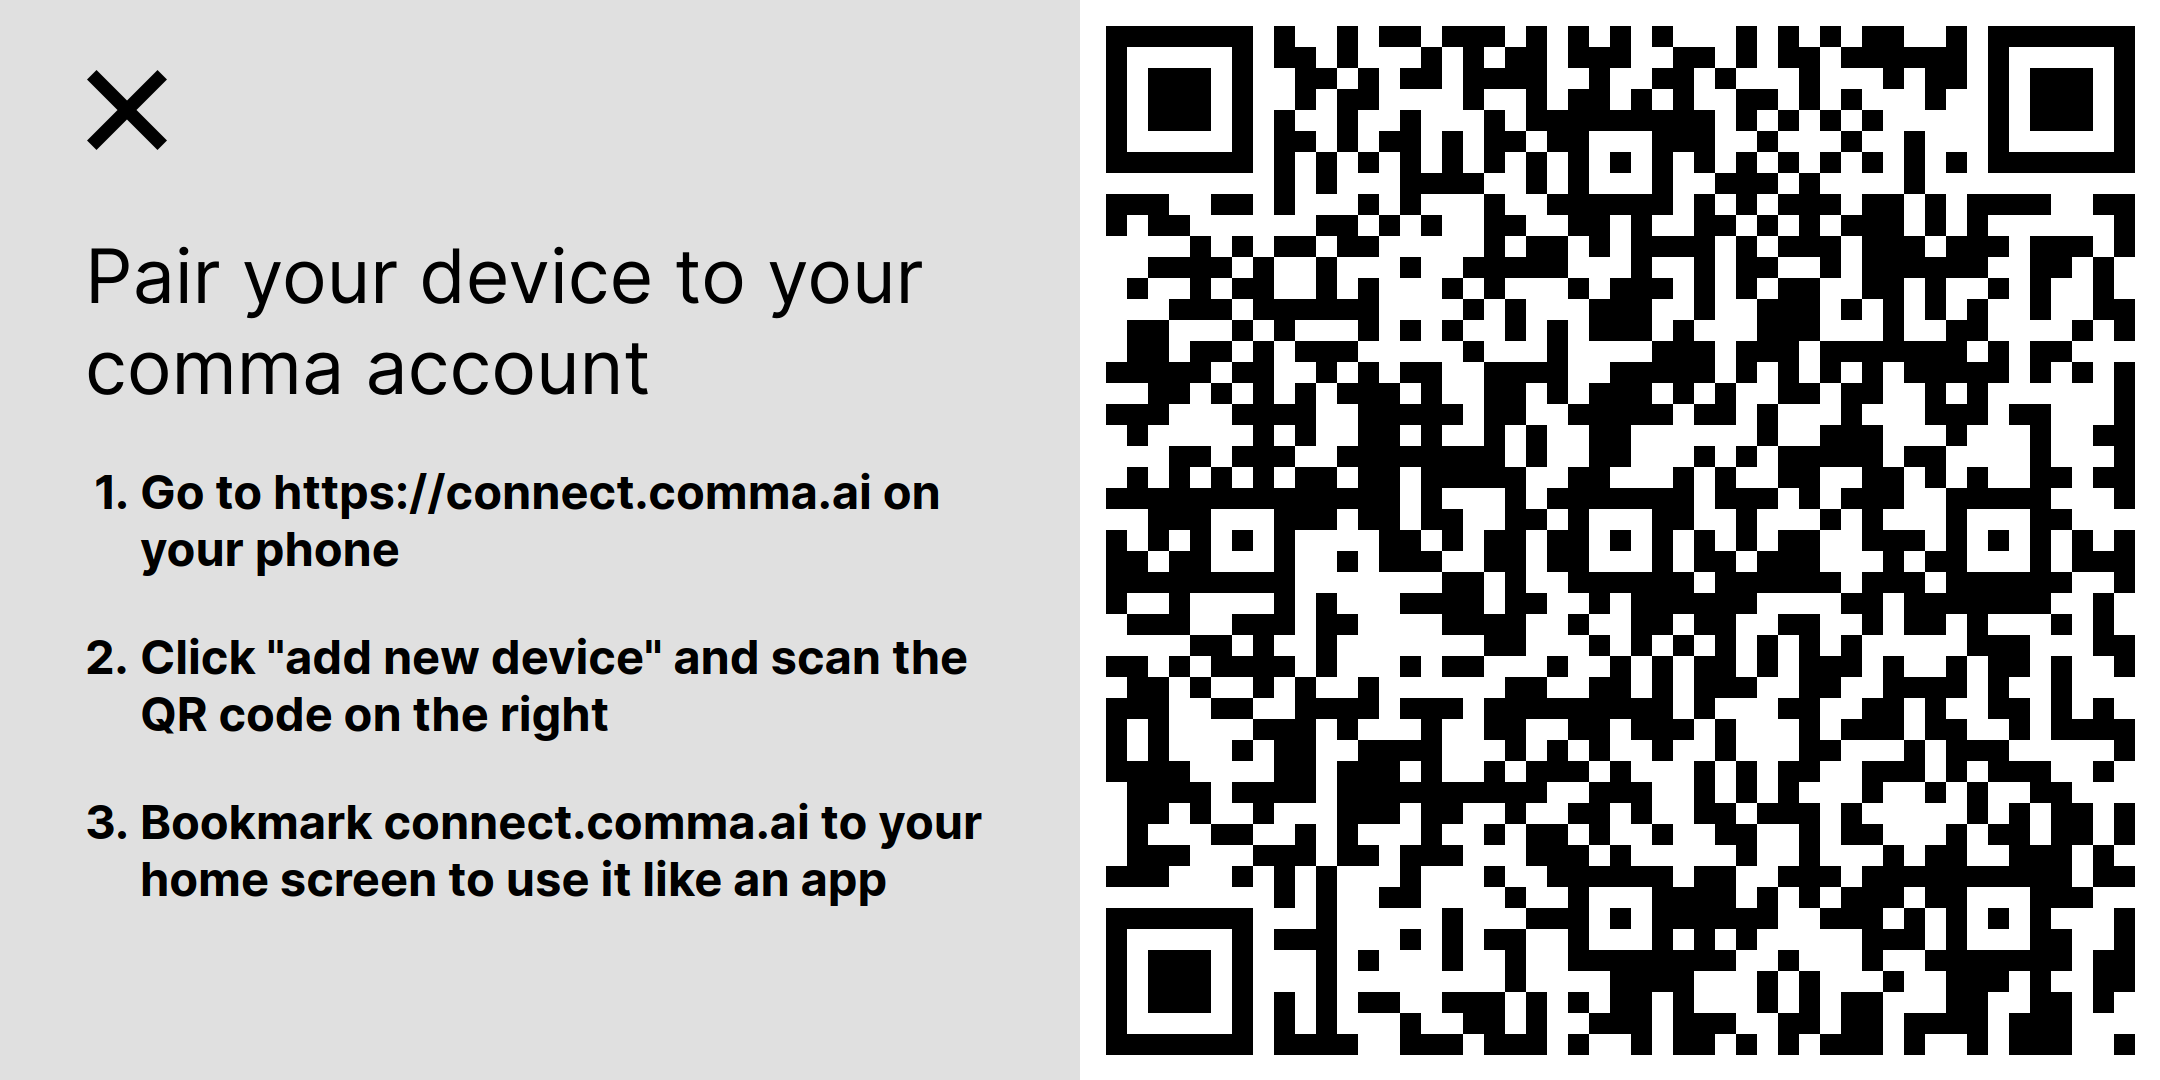 Pair your device to your
comma account
1. Go to https://connect.comma.ai on
your phone
2. Click "add new device" and scan the
QR code on the right
3. Bookmark connect.comma.ai to your
home screen to use it like an app